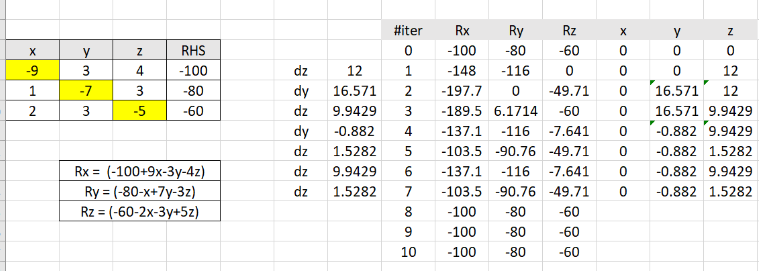 #iter Rx Ry Rz x y z
x y z RHS 0 -100 -80 -60 0 0 0
-9 3 4 -100 dz 12 1 -148 -116 0 0 0 12
1 -7 3 -80 dy 16.571 2 -197.7 0 -49.71 0 16.571 12
2 3 -5 -60 dz 9.9429 3 -189.5 6.1714 -60 0 16.571 9.9429
dy -0.882 4 -137.1 -116 -7.641 0 -0.882 9.9429
dz 1.5282 5 -103.5 -90.76 -49.71 0 -0.882 1.5282
Rx = (-100+9x-3y-4z) dz 9.9429 6 -137.1 -116 -7.641 0 -0.882 9.9429
Ry = (-80-x+7y-3z) dz 1.5282 7 -103.5 -90.76 -49.71 0 -0.882 1.5282
Rz = (-60-2x-3y+5z) 8 -100 -80 -60
9 -100 -80 -60
10 -100 -80 -60